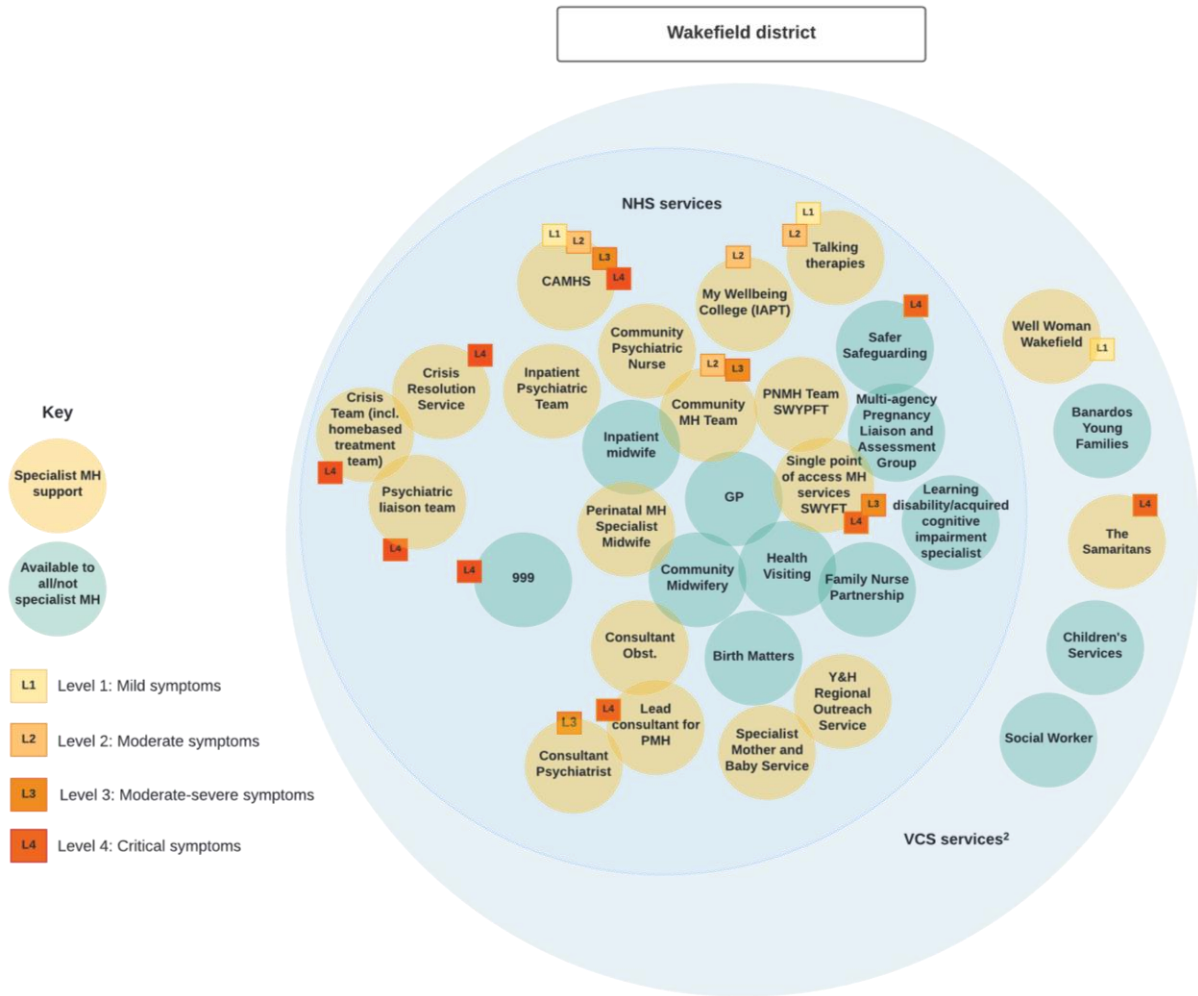 Wakefield district
NHS services
L1
L2
L3
L4
CAMHS
L1
L2
Talking
therapies
L2
My Wellbeing
College (IAPT)
L4
Safer
Safeguarding
Community
Psychiatric
Nurse
L4
Crisis
Resolution
Service
Inpatient
Psychiatric
Team
L2
L3
Community
MH Team
PNMH Team
SWYPFT
Multi-agency
Pregnancy
Liaison and
Assessment
Group
Crisis
Team (incl.
homebased
treatment
team)
L4
Inpatient
midwife
Psychiatric
liaison team
L4
GP
Single point
of access MH
services
SWYFT
L3
L4
Learning
disability/acquired
cognitive
impairment
specialist
Perinatal MH
Specialist
Midwife
L4
999
Community
Midwifery
Health
Visiting
Family Nurse
Partnership
Consultant
Obst.
Birth Matters
Y&H
Regional
Outreach
Service
L4
Lead
consultant for
PMH
L3
Consultant
Psychiatrist
Specialist
Mother and
Baby Service
Well Woman
Wakefield
L1
Banardos
Young
Families
L4
The
Samaritans
Children's
Services
Social Worker
VCS services²
Key
Specialist MH
support
Available to
all/not
specialist MH
L1 Level 1: Mild symptoms
L2 Level 2: Moderate symptoms
L3 Level 3: Moderate-severe symptoms
L4 Level 4: Critical symptoms